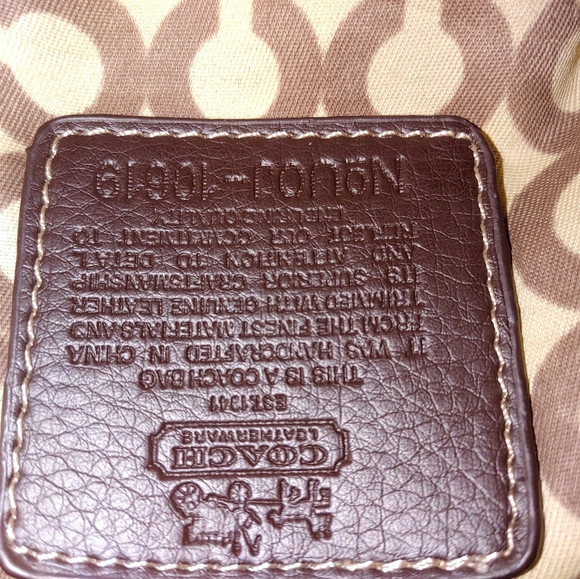 COACH
LEATHERWARE
EST.1941
THIS IS A COACH BAG
IT WAS HANDCRAFTED IN CHINA
FROM THE FINEST MATERIALS AND
TRIMMED WITH GENUINE LEATHER
ITS SUPERIOR CRAFTSMANSHIP
AND ATTENTION TO DETAIL
REFLECT OUR COMMITMENT TO
ENDURING QUALITY